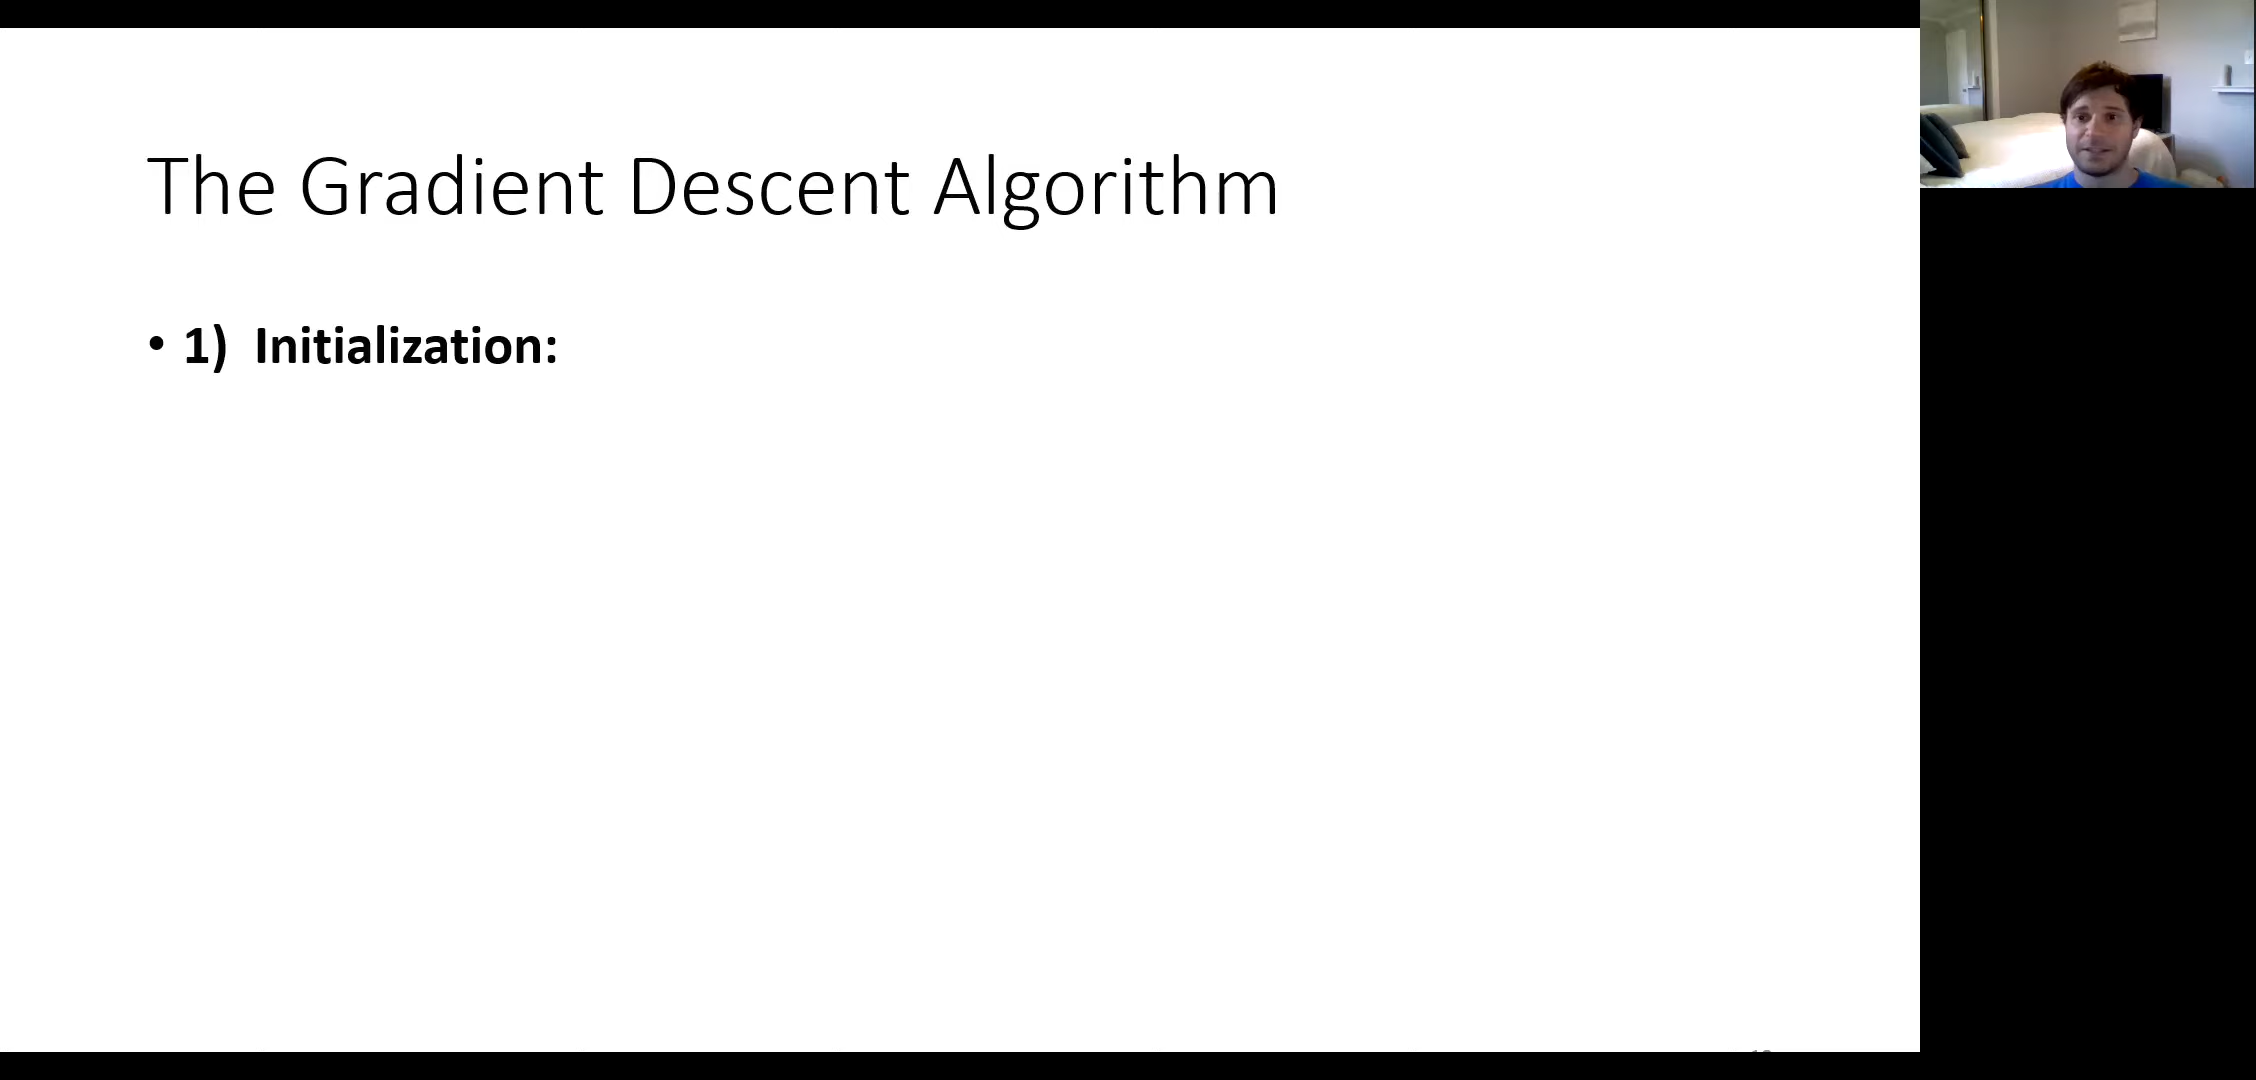 The Gradient Descent Algorithm
• 1) Initialization: